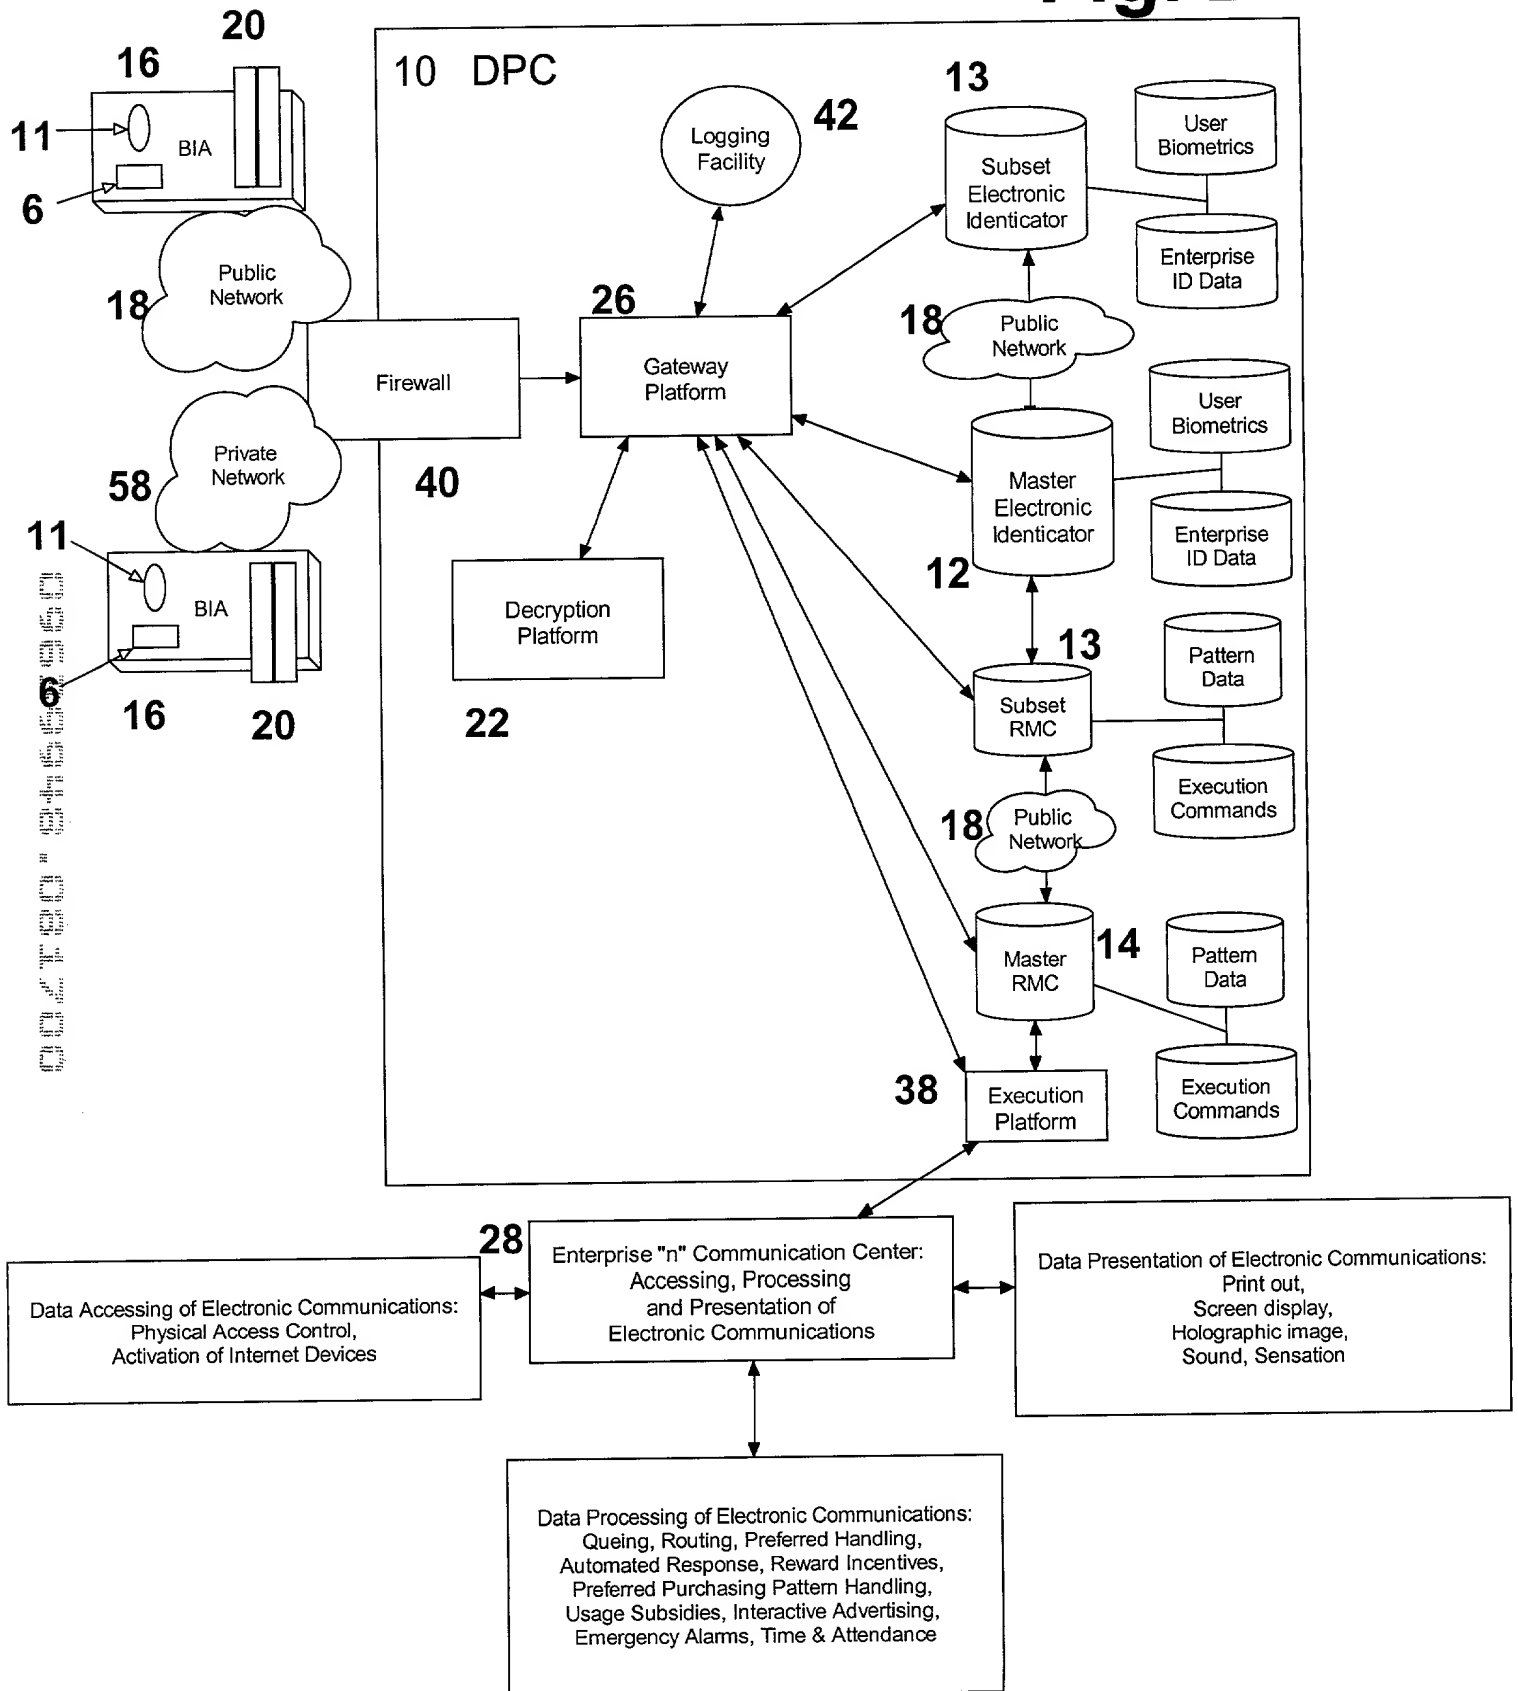 20
16
10 DPC
13
42
11
BIA
Logging
Facility
User
Biometrics
Subset
Electronic
Identicator
6
Public
Network
18
26
Enterprise
ID Data
18
Public
Network
Firewall
Gateway
Platform
User
Biometrics
Private
Network
58
40
Master
Electronic
Identicator
Enterprise
ID Data
11
12
BIA
Decryption
Platform
13
Pattern
Data
6
16
20
22
Subset
RMC
Execution
Commands
18
Public
Network
Master
RMC
14
Pattern
Data
38
Execution
Platform
Execution
Commands
28
Enterprise "n" Communication Center:
Accessing, Processing
and Presentation of
Electronic Communications
Data Accessing of Electronic Communications:
Physical Access Control,
Activation of Internet Devices
Data Presentation of Electronic Communications:
Print out,
Screen display,
Holographic image,
Sound, Sensation
Data Processing of Electronic Communications:
Queing, Routing, Preferred Handling,
Automated Response, Reward Incentives,
Preferred Purchasing Pattern Handling,
Usage Subsidies, Interactive Advertising,
Emergency Alarms, Time & Attendance